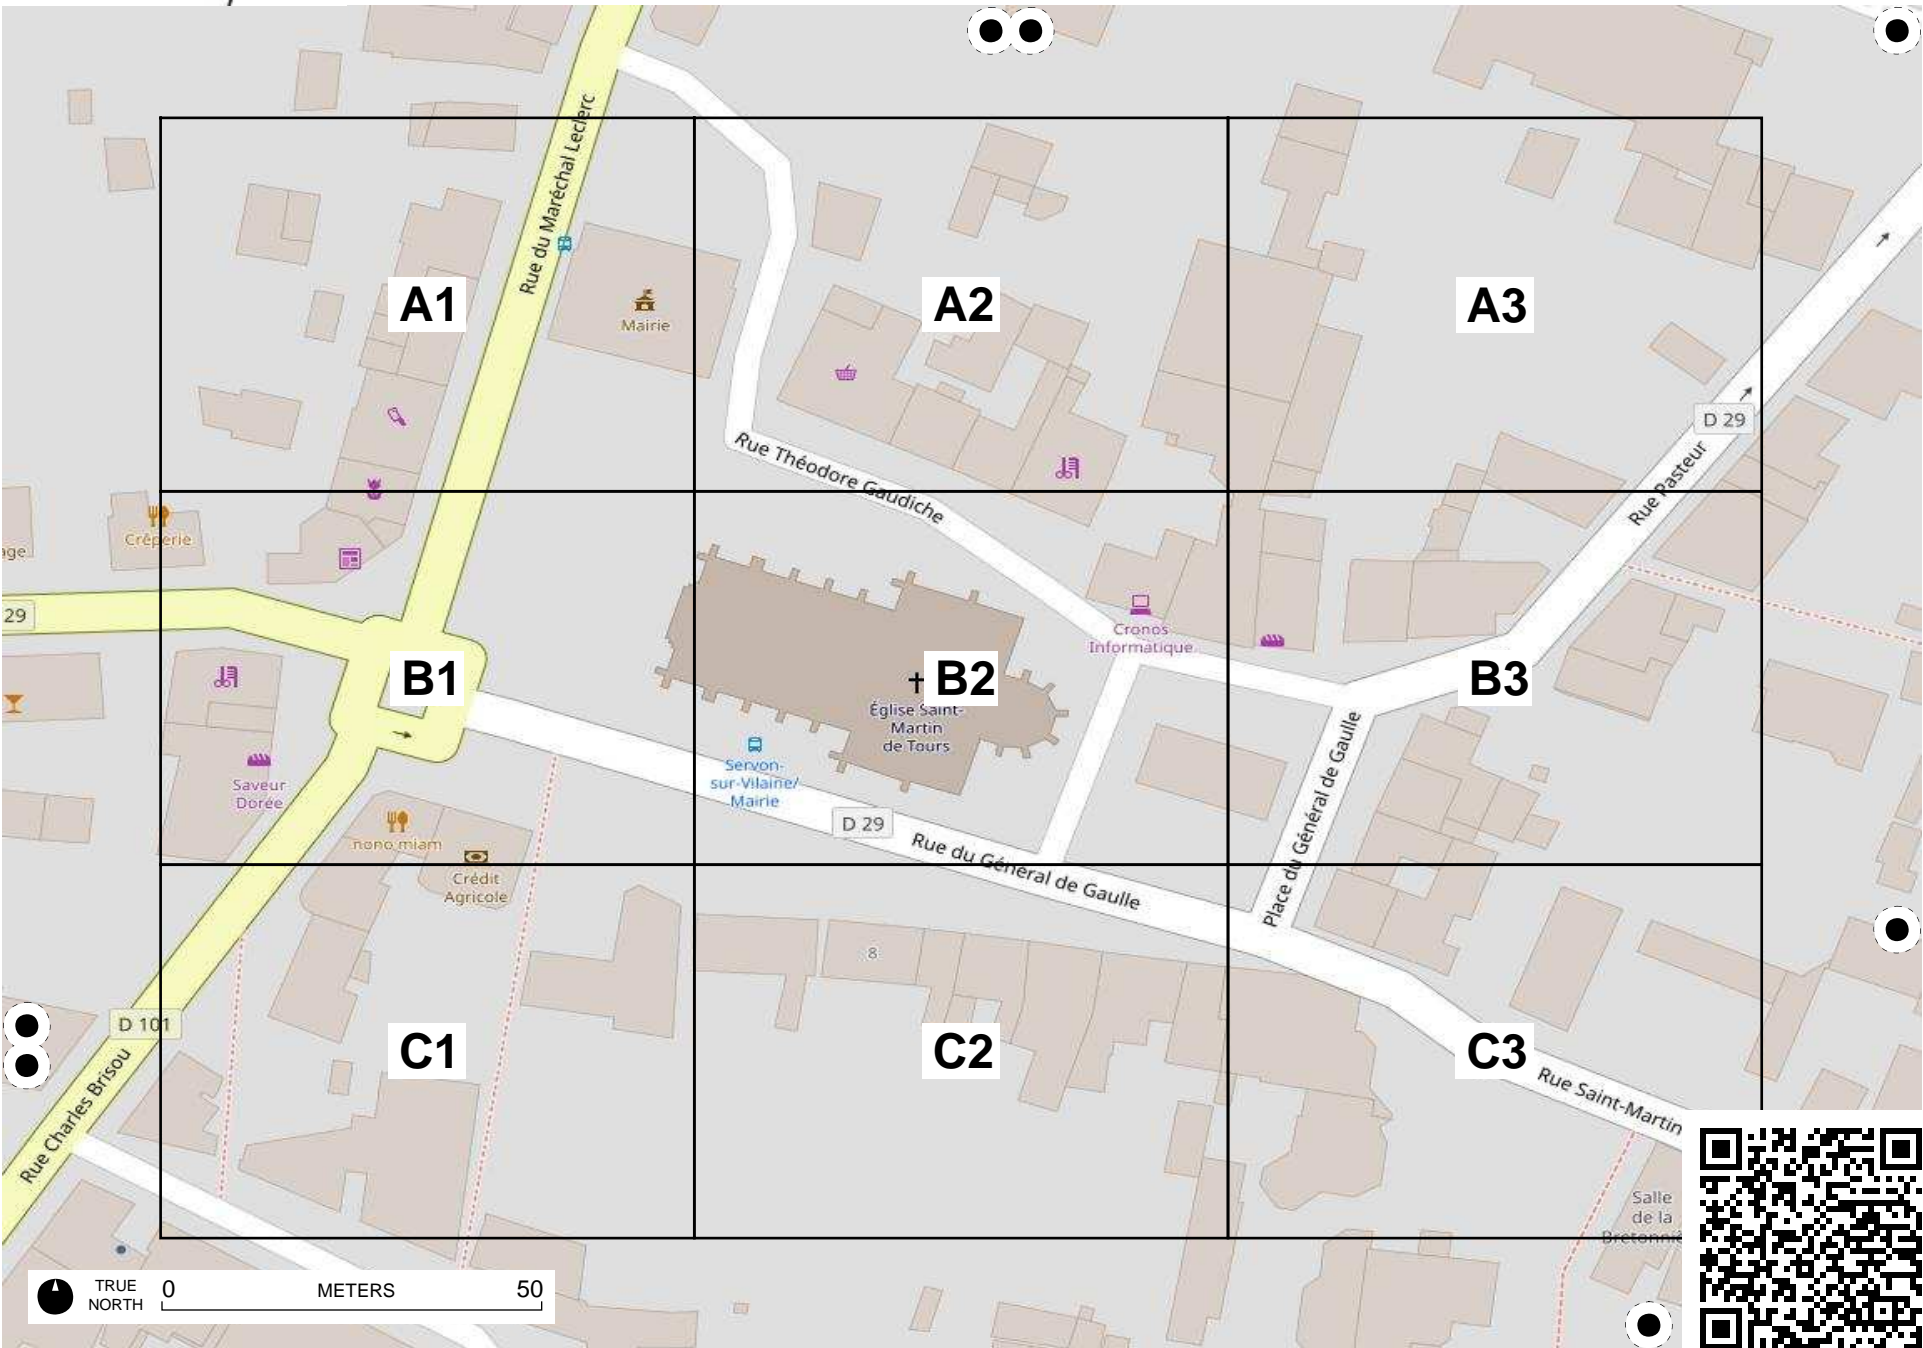 Rue du Maréchal Leclerc
A1
Mairie
A2
A3
D 29
Rue Pasteur
Rue Théodore Gaudiche
Crêperie
age
29
Cronos
Informatique
B1
B2
B3
Église Saint-
Martin
de Tours
Saveur
Dorée
Servon-
sur-Vilaine/
Mairie
nono miam
D 29
Rue du Général de Gaulle
Place du Général de Gaulle
Crédit
Agricole
8
D 101
C1
C2
C3
Rue Charles Brisou
Rue Saint-Martin
Salle
de la
TRUE
NORTH
0 METERS 50